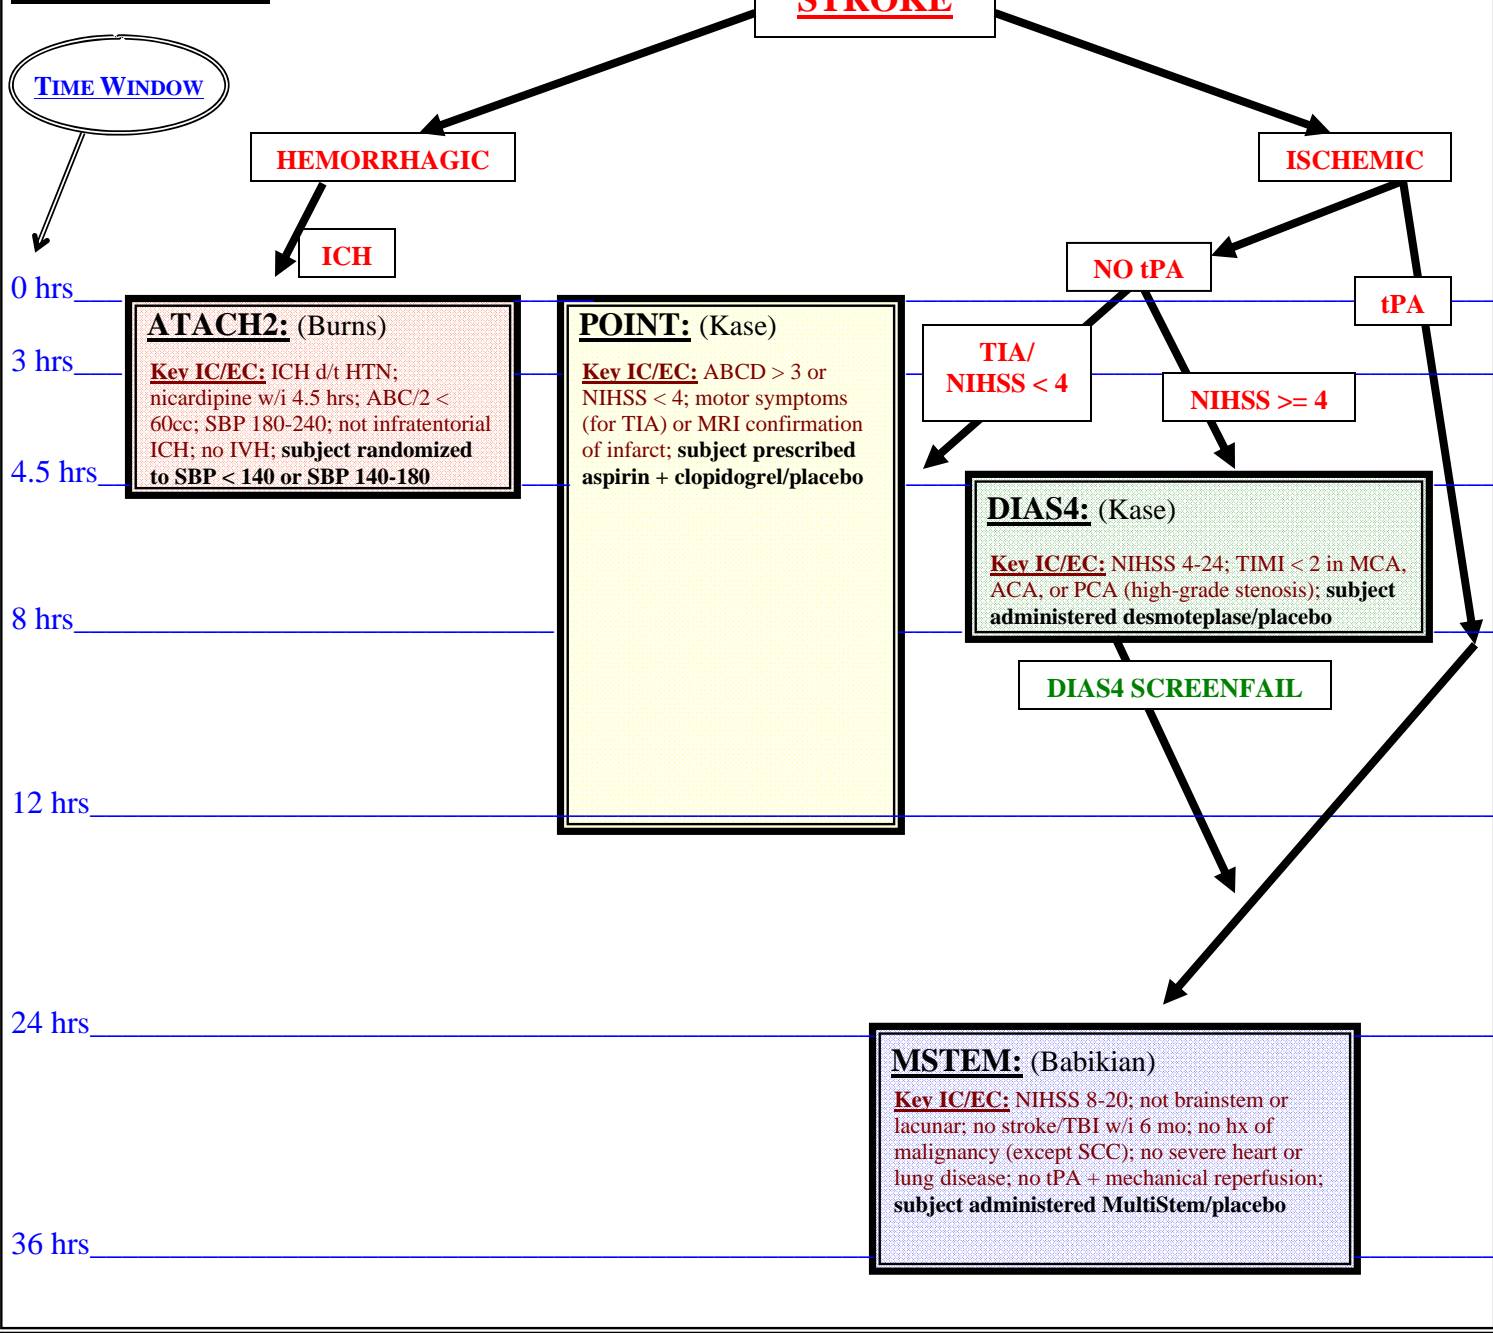 STROKE
TIME WINDOW
HEMORRHAGIC
ISCHEMIC
ICH
NO tPA
tPA
0 hrs___
3 hrs___
4.5 hrs__
8 hrs
12 hrs
24 hrs
36 hrs
ATACH2: (Burns)
Key IC/EC: ICH d/t HTN;
nicardipine w/i 4.5 hrs; ABC/2 <
60cc; SBP 180-240; not infratentorial
ICH; no IVH; subject randomized
to SBP < 140 or SBP 140-180
POINT: (Kase)
Key IC/EC: ABCD > 3 or
NIHSS < 4; motor symptoms
(for TIA) or MRI confirmation
of infarct; subject prescribed
aspirin + clopidogrel/placebo
TIA/
NIHSS < 4
NIHSS >= 4
DIAS4: (Kase)
Key IC/EC: NIHSS 4-24; TIMI < 2 in MCA,
ACA, or PCA (high-grade stenosis); subject
administered desmoteplase/placebo
DIAS4 SCREENFAIL
MSTEM: (Babikian)
Key IC/EC: NIHSS 8-20; not brainstem or
lacunar; no stroke/TBI w/i 6 mo; no hx of
malignancy (except SCC); no severe heart or
lung disease; no tPA + mechanical reperfusion;
subject administered MultiStem/placebo